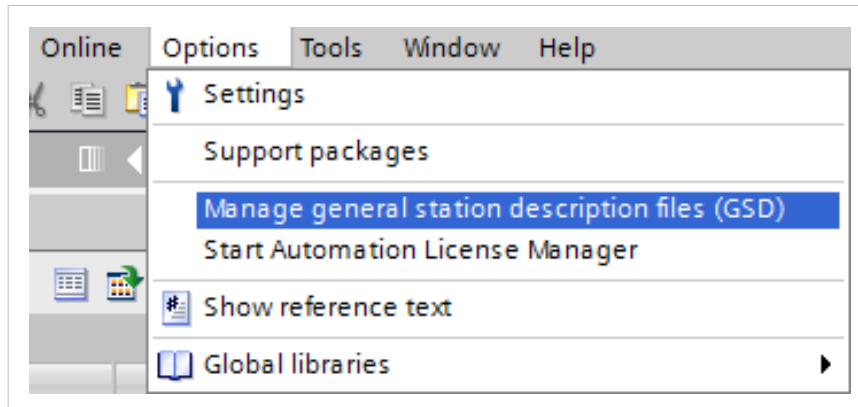 Online Options Tools Window Help
Settings
Support packages
Manage general station description files (GSD)
Start Automation License Manager
Show reference text
Global libraries